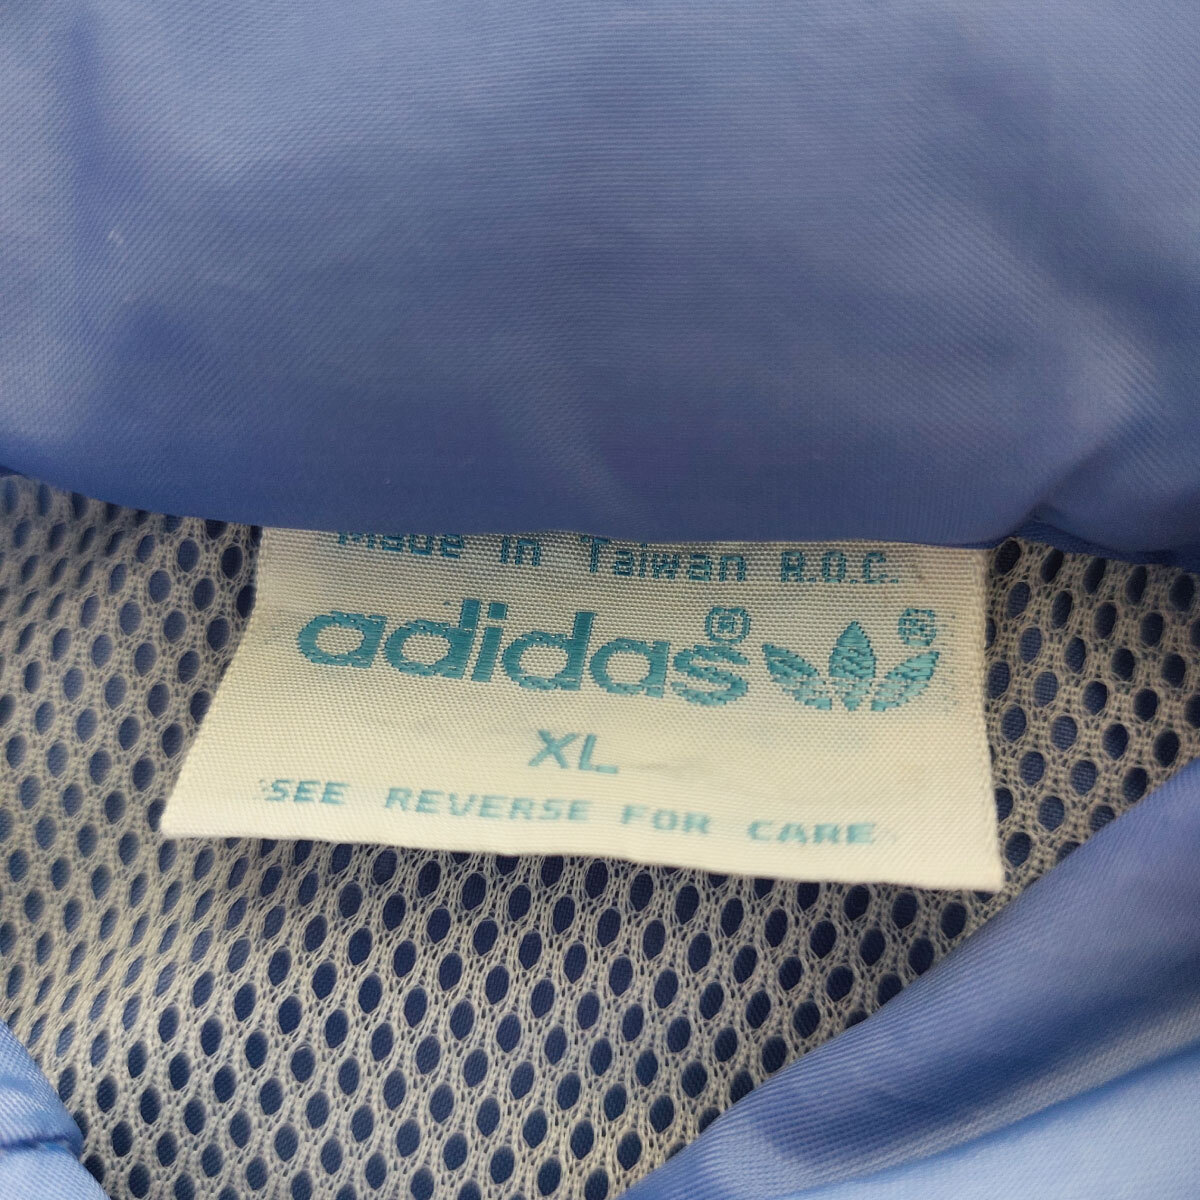 Made in Taiwan R.O.C.
adidas® ®
XL
SEE REVERSE FOR CARE